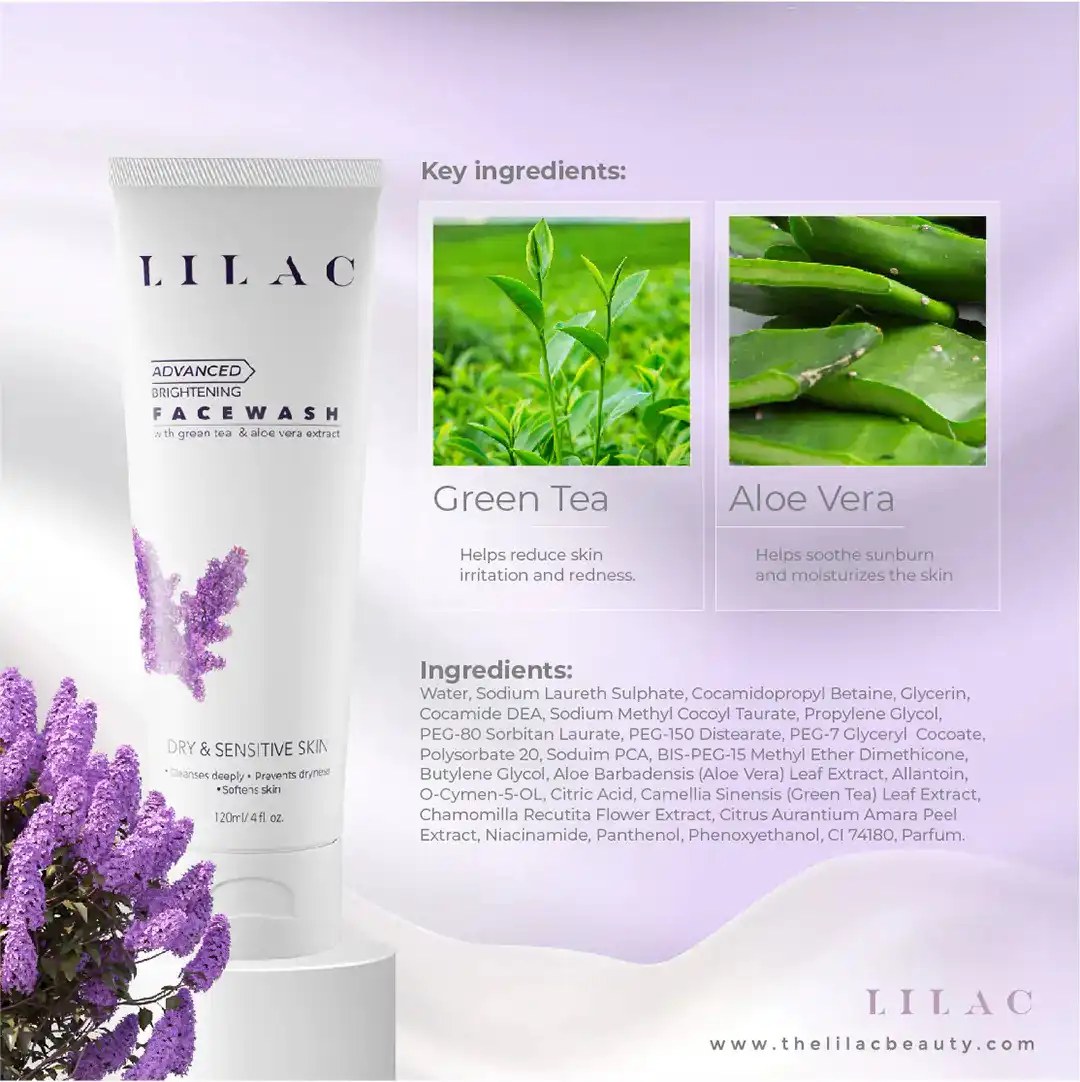 LILAC
ADVANCED
BRIGHTENING
FACEWASH
with green tea & aloe vera extract
DRY & SENSITIVE SKIN
• Cleanses deeply • Prevents dryness
• Softens skin
120ml/4 fl. oz.
Key ingredients:
Green Tea
Helps reduce skin
irritation and redness.
Aloe Vera
Helps soothe sunburn
and moisturizes the skin
Ingredients:
Water, Sodium Laureth Sulphate, Cocamidopropyl Betaine, Glycerin,
Cocamide DEA, Sodium Methyl Cocoyl Taurate, Propylene Glycol,
PEG-80 Sorbitan Laurate, PEG-150 Distearate, PEG-7 Glyceryl Cocoate,
Polysorbate 20, Soduim PCA, BIS-PEG-15 Methyl Ether Dimethicone,
Butylene Glycol, Aloe Barbadensis (Aloe Vera) Leaf Extract, Allantoin,
O-Cymen-5-OL, Citric Acid, Camellia Sinensis (Green Tea) Leaf Extract,
Chamomilla Recutita Flower Extract, Citrus Aurantium Amara Peel
Extract, Niacinamide, Panthenol, Phenoxyethanol, CI 74180, Parfum.
LILAC
www.thelilacbeauty.com